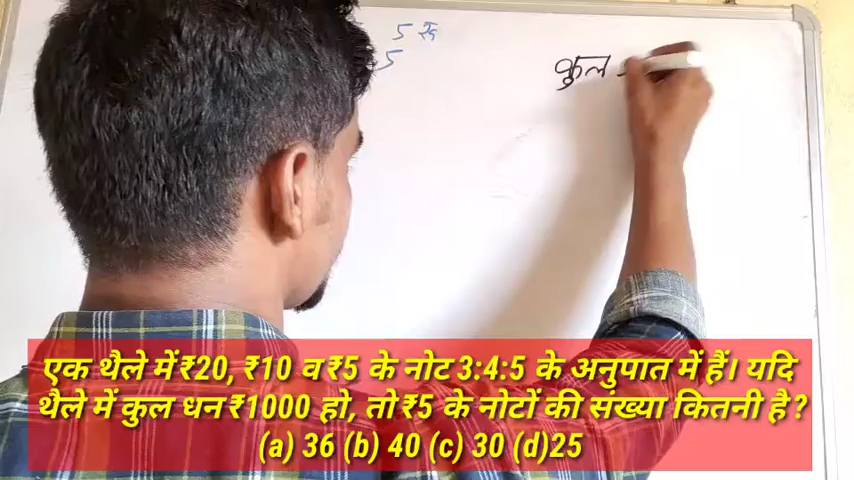 5 रु
5
कुल
एक थैले में ₹20, ₹10 व ₹5 के नोट 3:4:5 के अनुपात में हैं। यदि
थैले में कुल धन ₹1000 हो, तो ₹5 के नोटों की संख्या कितनी है ?
(a) 36 (b) 40 (c) 30 (d)25